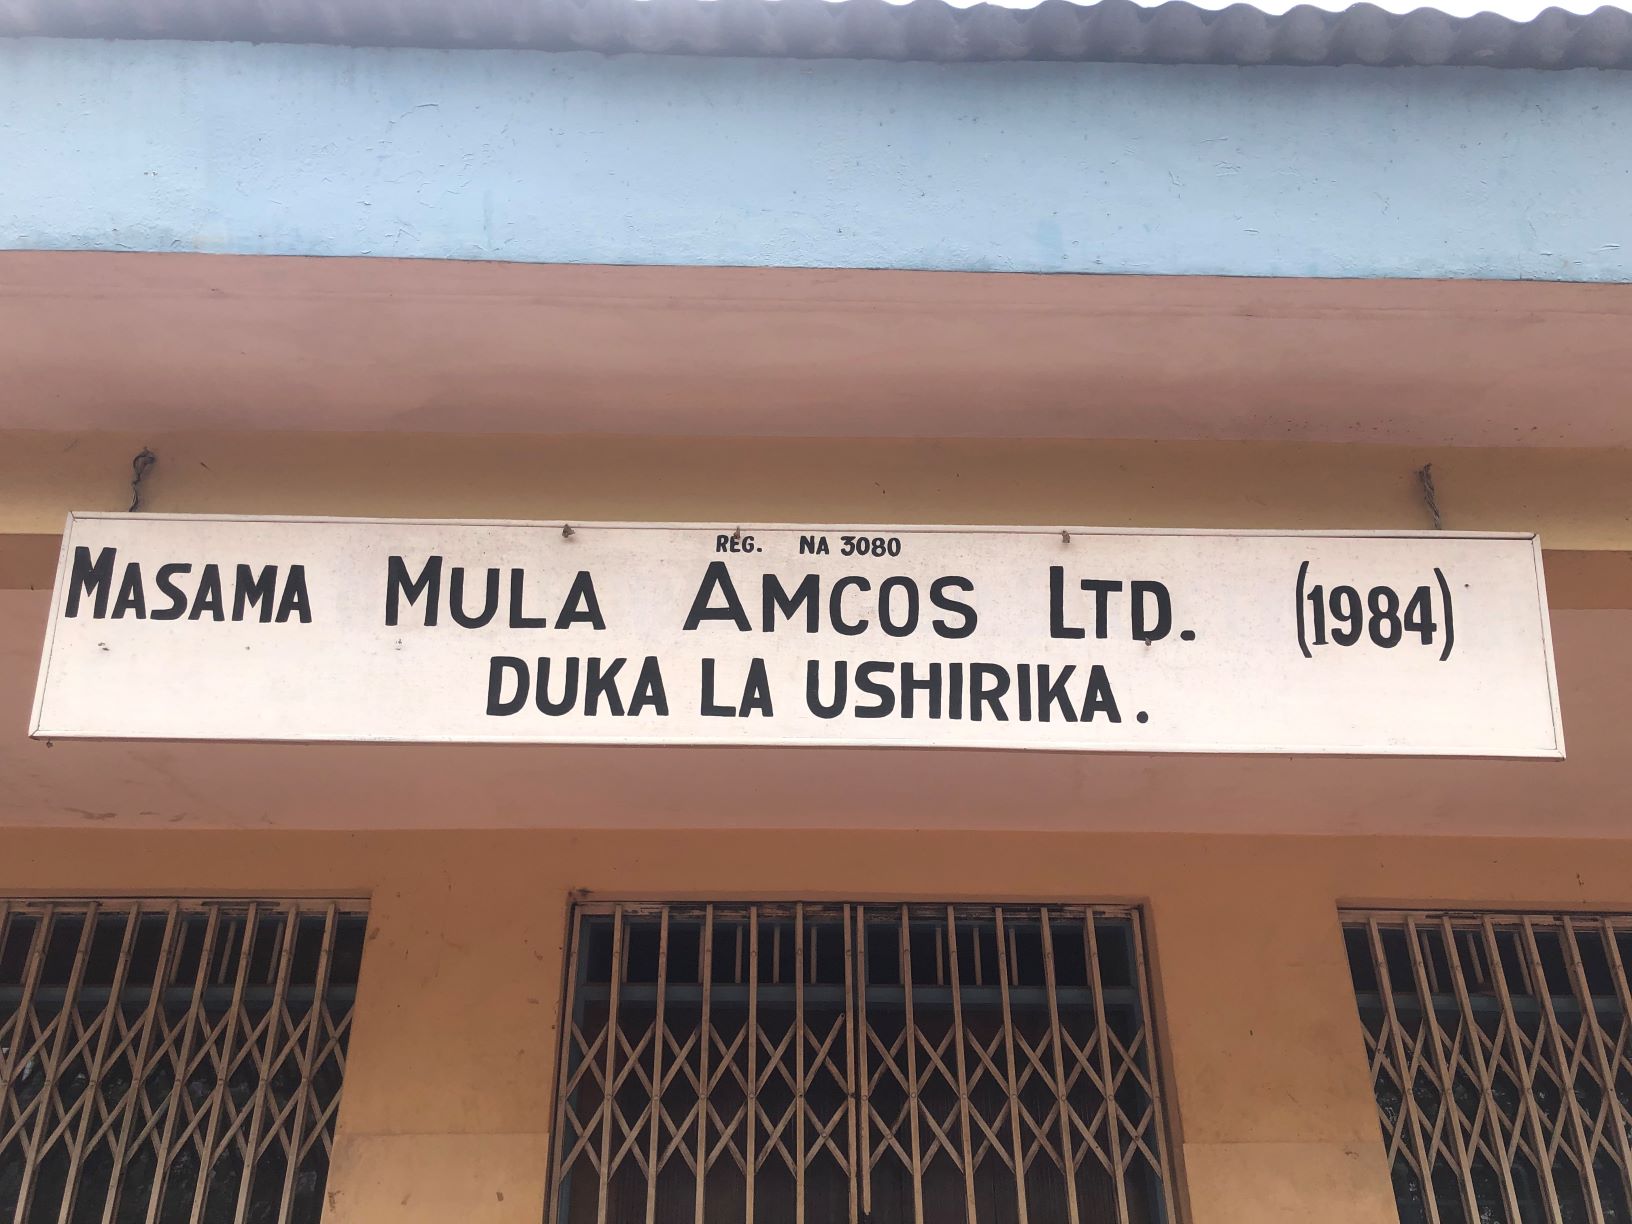 REG. NA 3080
MASAMA MULA AMCOS LTD. (1984)
DUKA LA USHIRIKA.